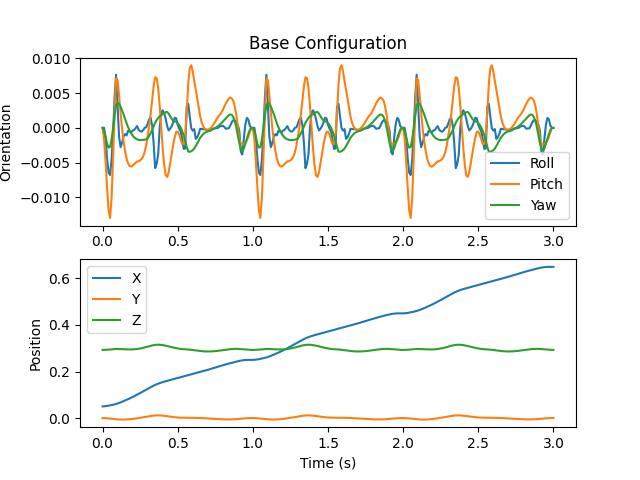 Base Configuration
Orientation
0.010
0.005
0.000
−0.005
−0.010
Roll
Pitch
Yaw
0.0 0.5 1.0 1.5 2.0 2.5 3.0
Position
0.6
0.4
0.2
0.0
X
Y
Z
0.0 0.5 1.0 1.5 2.0 2.5 3.0
Time (s)